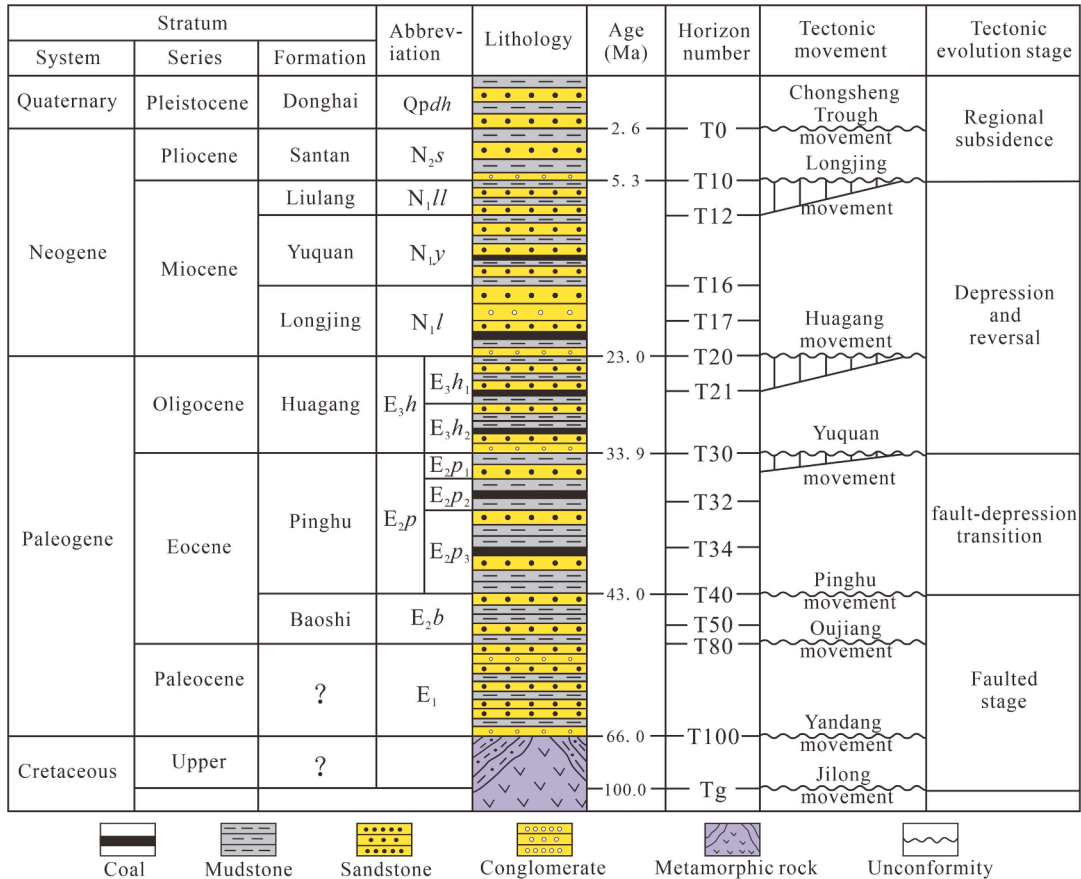 Stratum
Abbrev-
iation
Lithology
Age
(Ma)
Horizon
number
Tectonic
movement
Tectonic
evolution stage
System
Series
Formation
Quaternary
Pleistocene
Donghai
Qpdh
Chongsheng
Trough
movement
Regional
subsidence
2.6
T0
Pliocene
Santan
N₂s
Longjing
5.3
T10
movement
Neogene
Miocene
Liulang
N₁ll
T12
Yuquan
N₁y
T16
Depression
and
reversal
Longjing
N₁l
T17
Huagang
movement
23.0
T20
Paleogene
Oligocene
Huagang
E₃h
E₃h₁
T21
E₃h₂
Yuquan
33.9
T30
movement
Eocene
Pinghu
E₂p
E₂p₁
E₂p₂
T32
fault-depression
transition
E₂p₃
T34
Pinghu
43.0
T40
movement
Baoshi
E₂b
T50
Oujiang
T80
movement
Paleocene
?
E₁
Faulted
stage
Yandang
66.0
T100
movement
Cretaceous
Upper
?
Jilong
100.0
Tg
movement
Coal
Mudstone
Sandstone
Conglomerate
Metamorphic rock
Unconformity